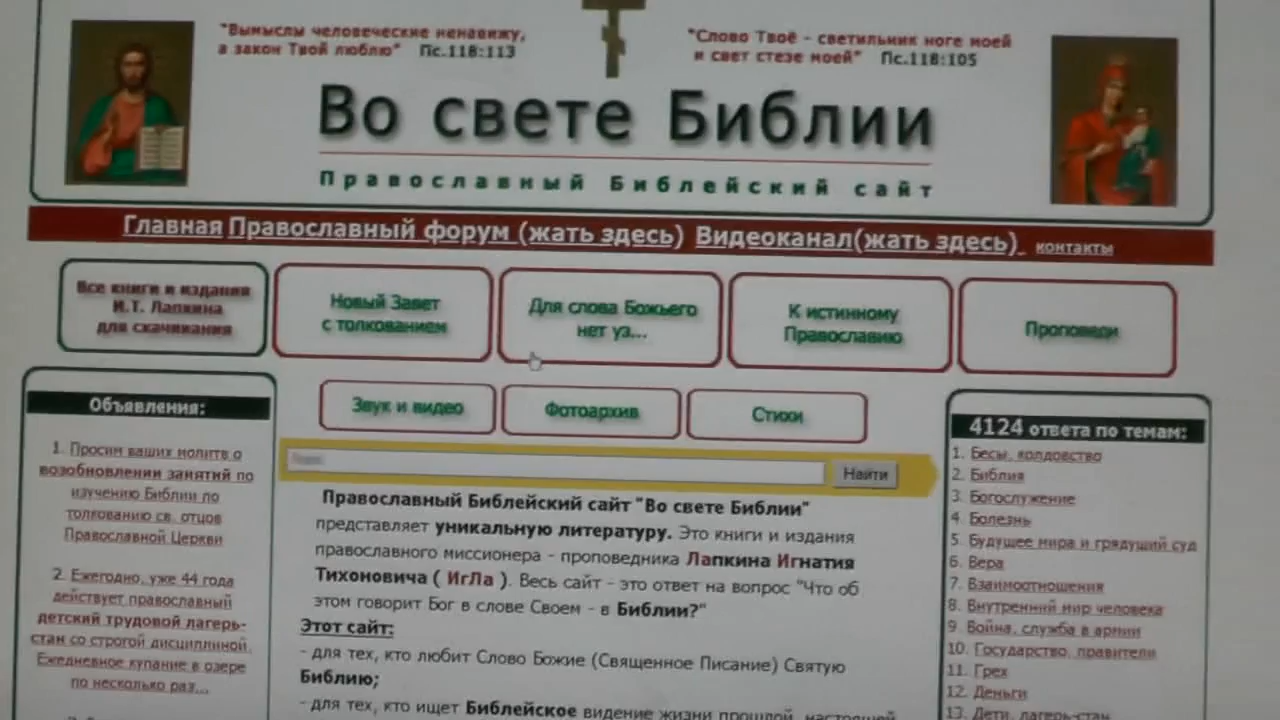 "Вымыслы человеческие ненавижу,
а закон Твой люблю" Пс.118:113
"Слово Твоё - светильник ноге моей
и свет стезе моей" Пс.118:105
Во свете Библии
Православный Библейский сайт
Главная Православный форум (жать здесь) Видеоканал(жать здесь) контакты
Все книги и издания
И.Т. Лапкина
для скачивания
Новый Завет
с толкованием
Для слова Божьего
нет уз...
К истинному
Православию
Проповеди
Звук и видео
Фотоархив
Стихи
Найти
Объявления:
1. Просим ваших молитв о
возобновлении занятий по
изучению Библии по
толкованию св. отцов
Православной Церкви
2. Ежегодно, уже 44 года
действует православный
детский трудовой лагерь-
стан со строгой дисциплиной.
Ежедневное купание в озере
по несколько раз...
Православный Библейский сайт "Во свете Библии"
представляет уникальную литературу. Это книги и издания
православного миссионера - проповедника Лапкина Игнатия
Тихоновича ( ИгЛа ). Весь сайт - это ответ на вопрос "Что об
этом говорит Бог в слове Своем - в Библии?"
Этот сайт:
- для тех, кто любит Слово Божие (Священное Писание) Святую
Библию;
- для тех, кто ищет Библейское видение жизни прошлой, настоящей
4124 ответа по темам:
1. Бесы, колдовство
2. Библия
3. Богослужение
4. Болезнь
5. Будущее мира и грядущий суд
6. Вера
7. Взаимоотношения
8. Внутренний мир человека
9. Война, служба в армии
10. Государство, правители
11. Грех
12. Деньги
13. Дети, лагерь-стан